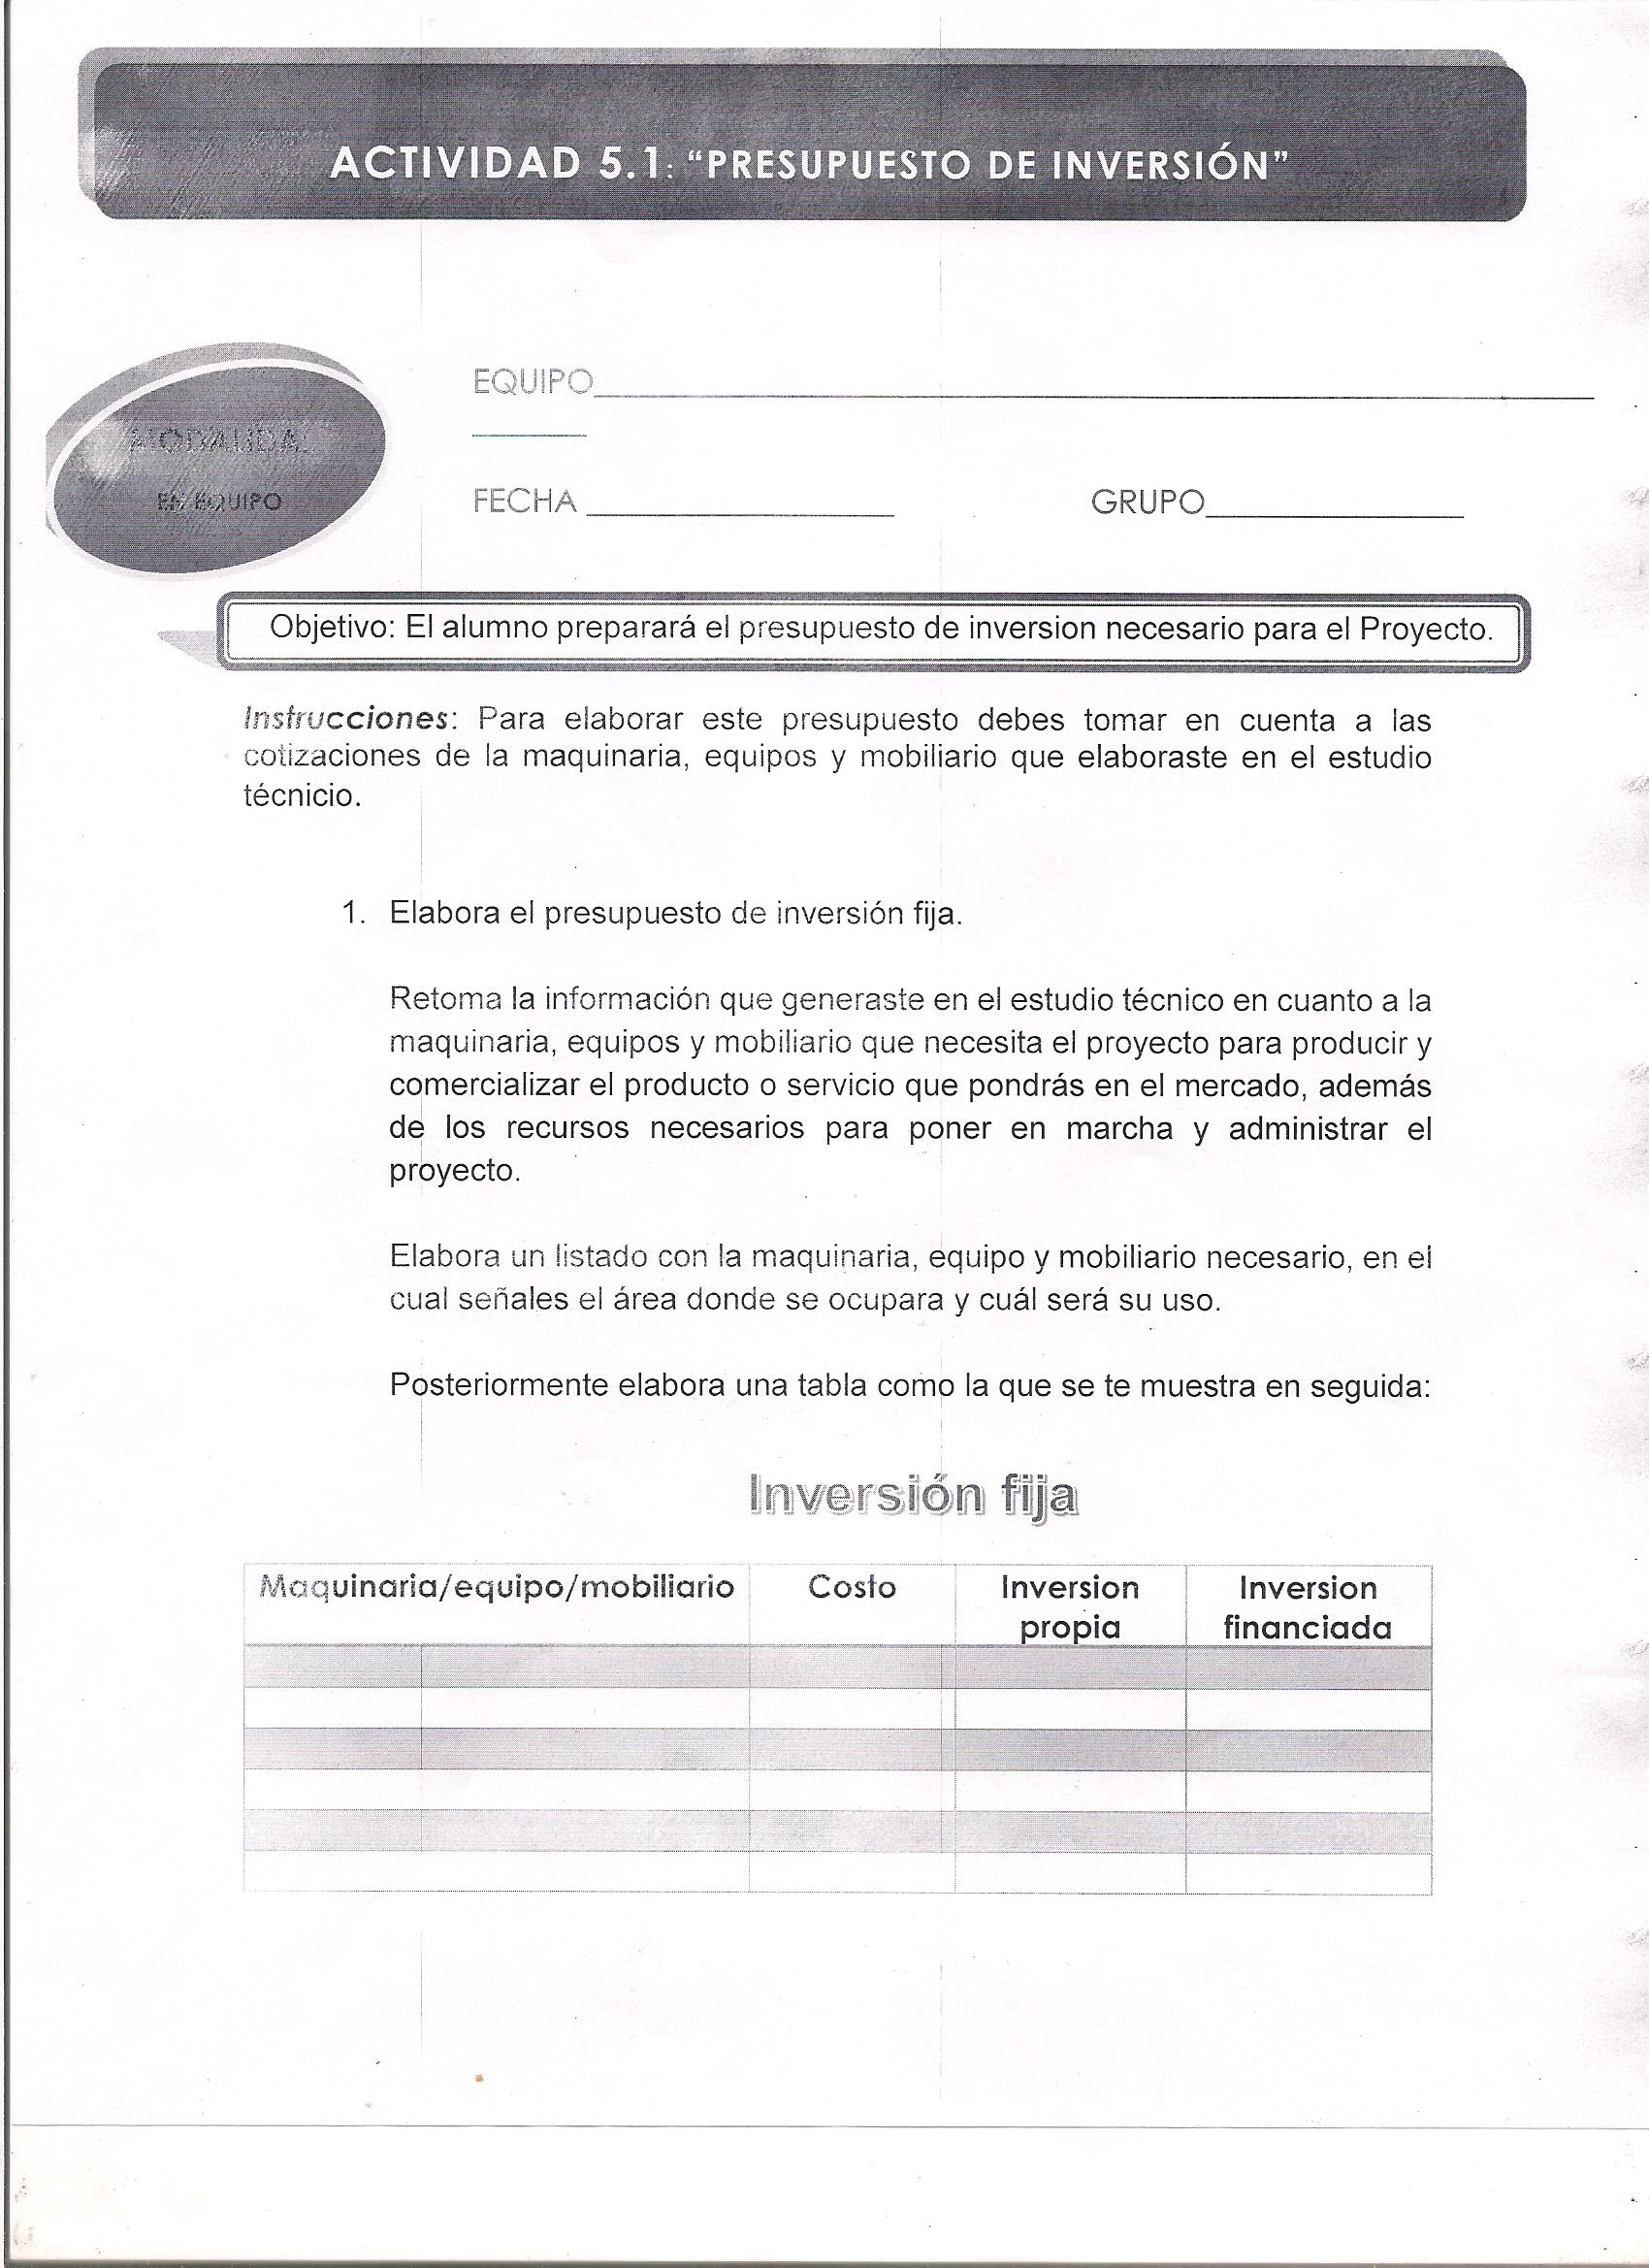 ACTIVIDAD 5.1: “PRESUPUESTO DE INVERSIÓN”
EQUIPO
MODALIDAD
EN EQUIPO
FECHA
GRUPO
Objetivo: El alumno preparará el presupuesto de inversion necesario para el Proyecto.
Instrucciones: Para elaborar este presupuesto debes tomar en cuenta a las
cotizaciones de la maquinaria, equipos y mobiliario que elaboraste en el estudio
técnicio.
1. Elabora el presupuesto de inversión fija.
Retoma la información que generaste en el estudio técnico en cuanto a la
maquinaria, equipos y mobiliario que necesita el proyecto para producir y
comercializar el producto o servicio que pondrás en el mercado, además
de los recursos necesarios para poner en marcha y administrar el
proyecto.
Elabora un listado con la maquinaria, equipo y mobiliario necesario, en el
cual señales el área donde se ocupara y cuál será su uso.
Posteriormente elabora una tabla como la que se te muestra en seguida:
Inversión fija
Maquinaria/equipo/mobiliario
Costo
Inversion
propia
Inversion
financiada